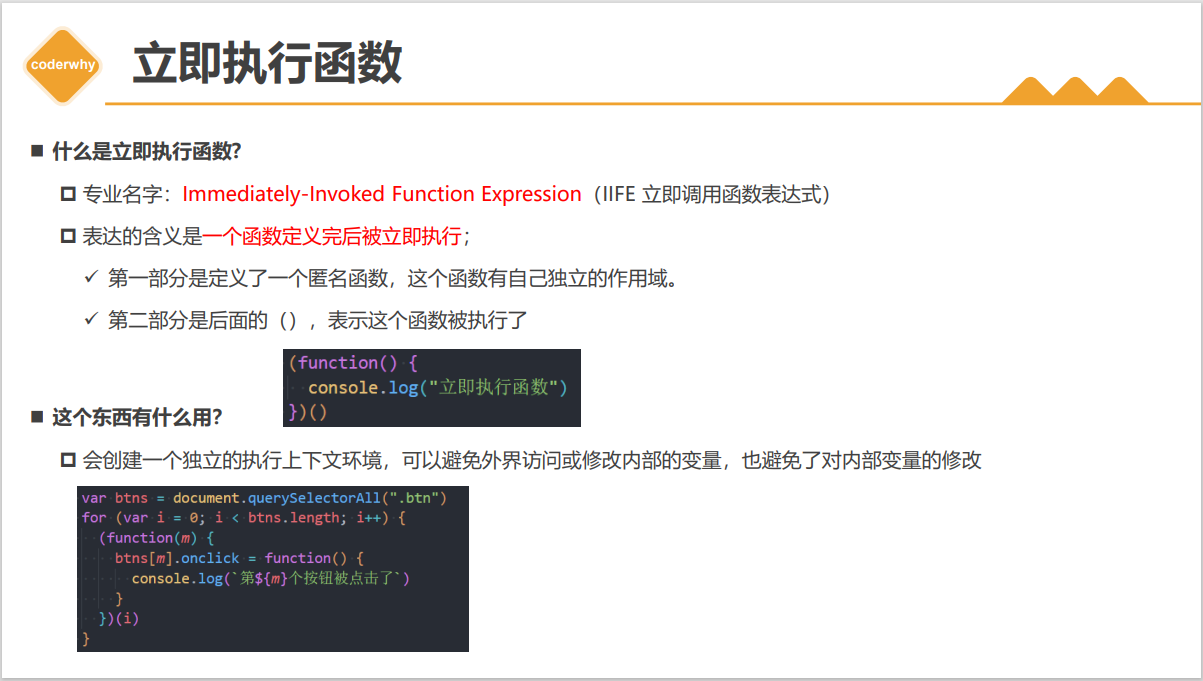 coderwhy
立即执行函数
什么是立即执行函数?
专业名字：Immediately-Invoked Function Expression（IIFE 立即调用函数表达式）
表达的含义是一个函数定义完后被立即执行；
第一部分是定义了一个匿名函数，这个函数有自己独立的作用域。
第二部分是后面的（），表示这个函数被执行了
(function() {
  console.log("立即执行函数")
})()
这个东西有什么用?
会创建一个独立的执行上下文环境，可以避免外界访问或修改内部的变量，也避免了对内部变量的修改
var btns = document.querySelectorAll(".btn")
for (var i = 0; i < btns.length; i++) {
  (function(m) {
    btns[m].onclick = function() {
      console.log(`第${m}个按钮被点击了`)
    }
  })(i)
}